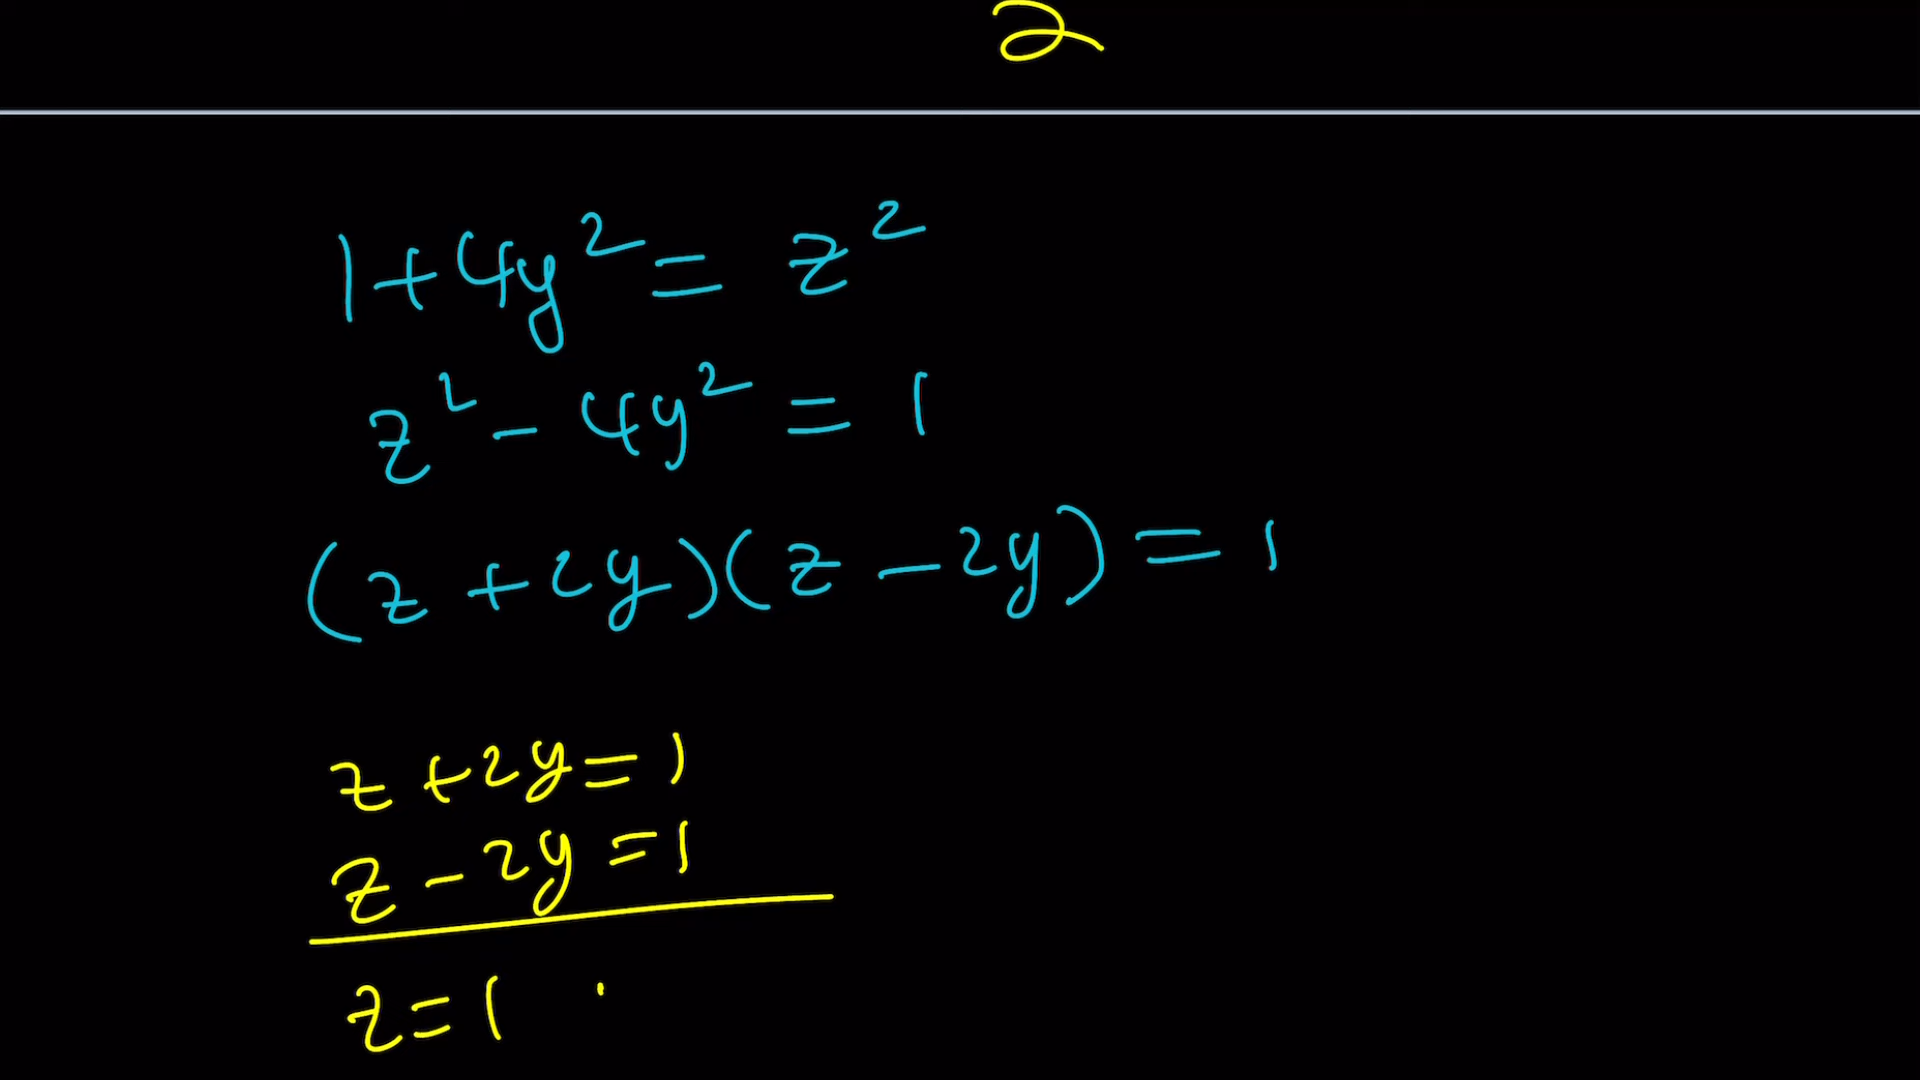 2
1+4y²= z²
z²- 4y² = 1
(z +2y)(z -2y) = 1
z +2y=1
z - 2y =1
z=1